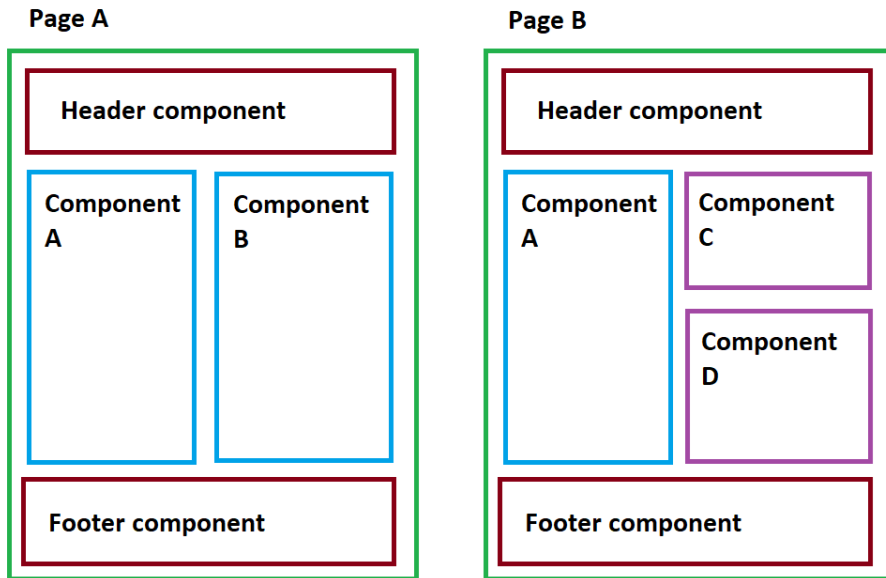 Page A
Header component
Component
A
Component
B
Footer component
Page B
Header component
Component
A
Component
C
Component
D
Footer component